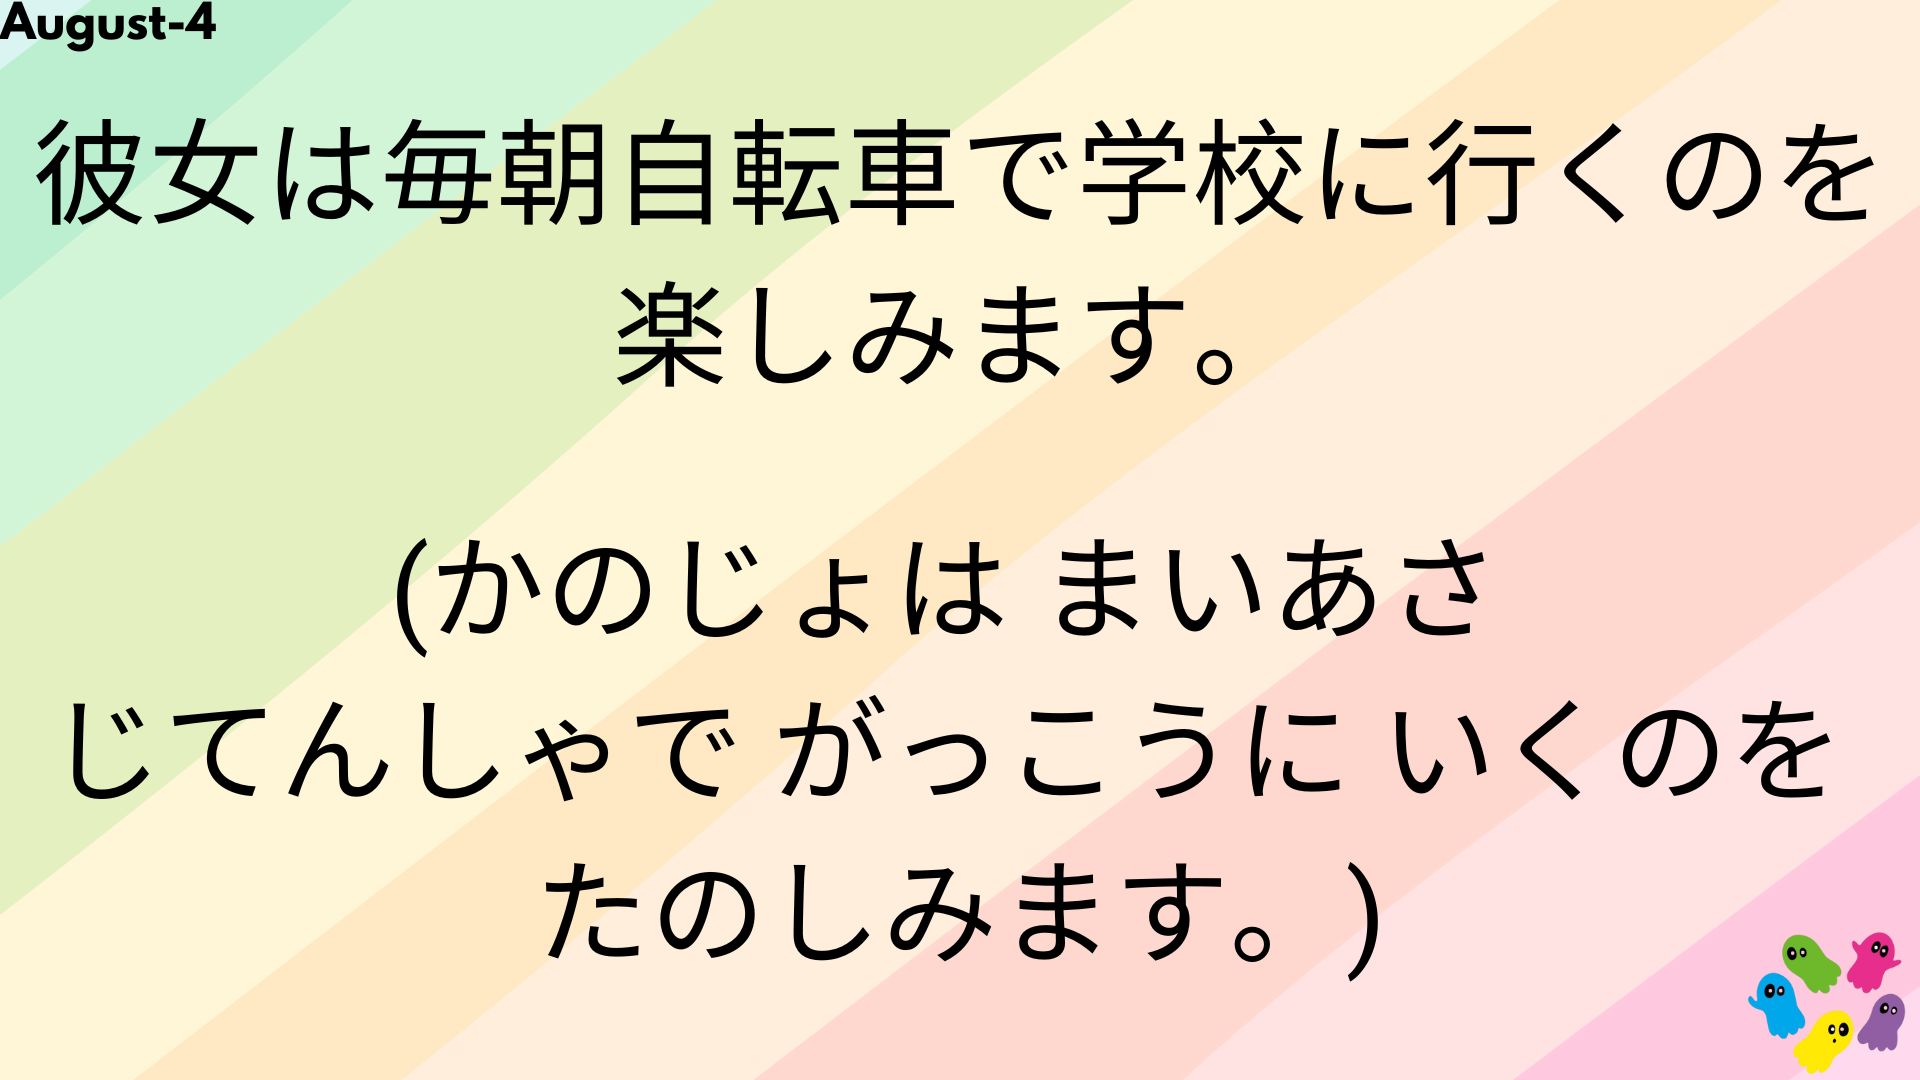 August-4
彼女は毎朝自転車で学校に行くのを
楽しみます。
(かのじょは まいあさ
じてんしゃで がっこうに いくのを
たのしみます。)